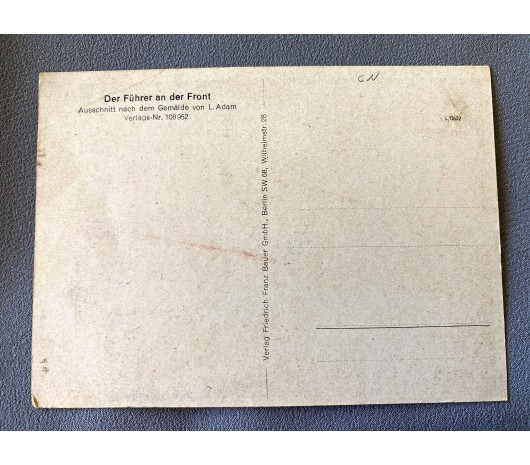 Der Führer an der Front
Ausschnitt nach dem Gemälde von L. Adam
Verlags-Nr. 108952
Verlag Friedrich Franz Bauer GmbH., Berlin SW 68, Wilhelmstr. 28
GN